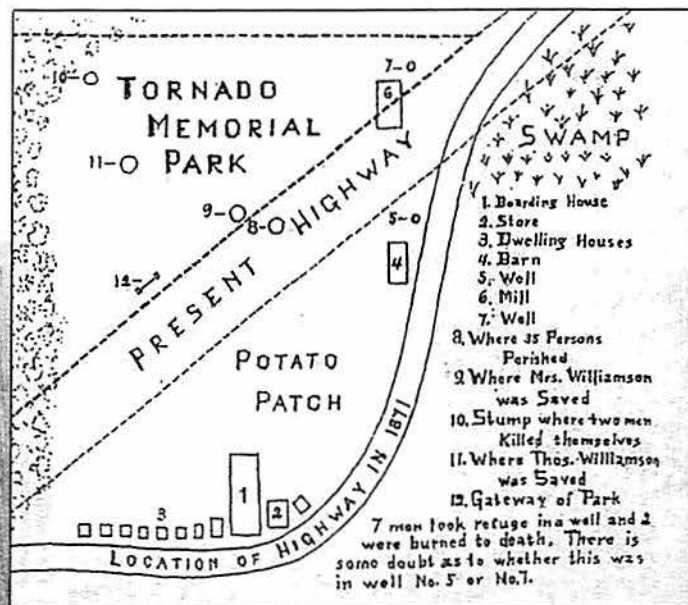 7-O
10-
6
TORNADO
MEMORIAL
PARK
SWAMP
11-
9-
8-
5-O
12-
4
PRESENT HIGHWAY
POTATO
PATCH
1
2
3
LOCATION OF HIGHWAY IN 1871
1. Boarding House
2. Store
3. Dwelling Houses
4. Barn
5. Well
6. Mill
7. Well
8. Where 35 Persons
Perished
9. Where Mrs. Williamson
was Saved
10. Stump where two men
Killed themselves
11. Where Thos. Williamson
was Saved
12. Gateway of Park
7 men took refuge in a well and 2
were burned to death. There is
some doubt as to whether this was
in well No. 5 or No. 7.